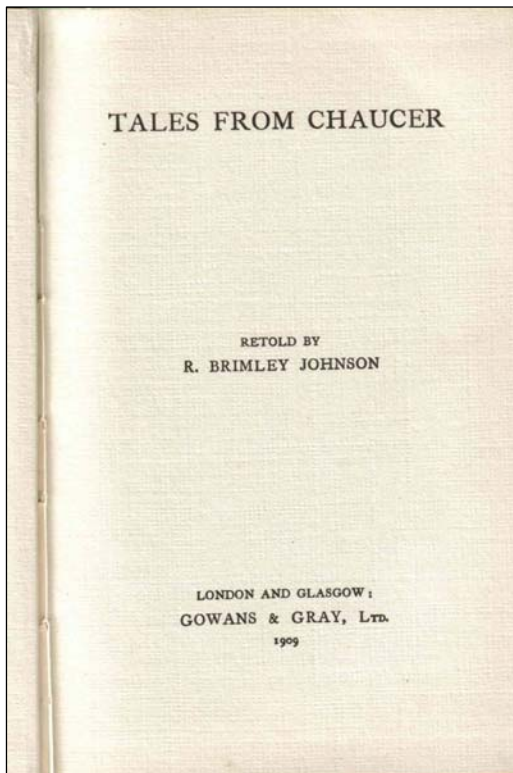 TALES FROM CHAUCER
RETOLD BY
R. BRIMLEY JOHNSON
LONDON AND GLASGOW:
GOWANS & GRAY, LTD.
1909